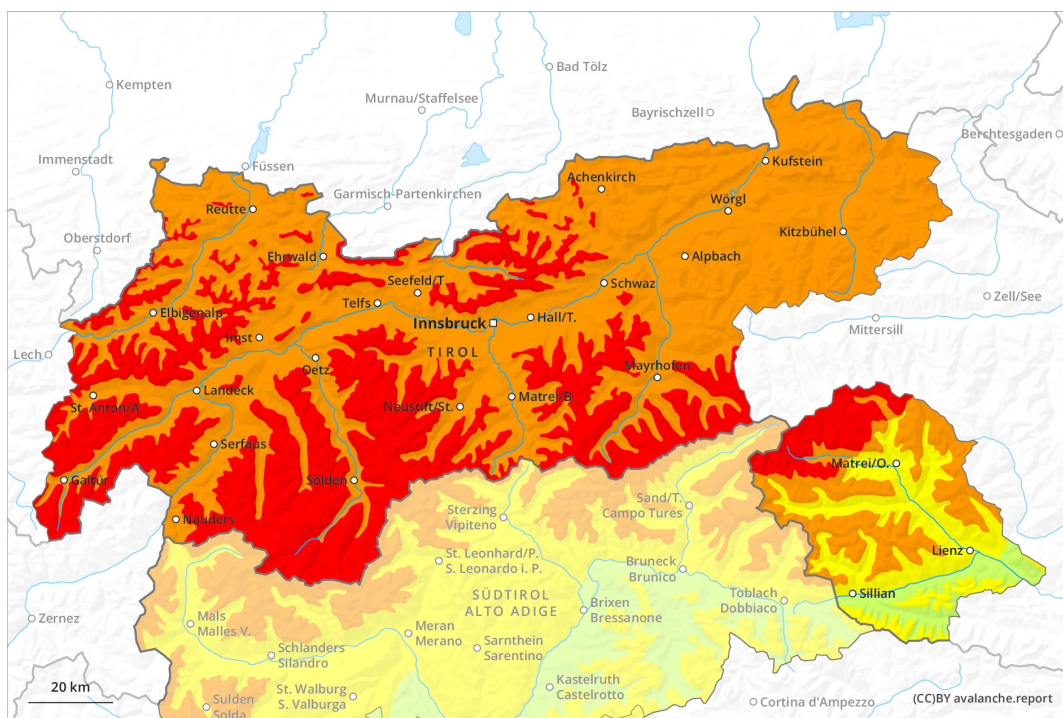 Kempten
Bad Tölz
Murnau/Staffelsee
Bayrischzell
Berchtesgaden
Immenstadt
Füssen
Kufstein
Achenkirch
Garmisch-Partenkirchen
Wörgl
Reutte
Oberstdorf
Kitzbühel
Ehrwald
Alpbach
Seefeld/T.
Schwaz
Zell/See
Telfs
Elbigenalp
Innsbruck
Hall/T.
Mittersill
Imst
Lech
TIROL
Oetz
Mayrhofen
Landeck
St. Anton/A.
Neustift/St.
Matrei/B.
Serfaus
Matrei/O.
Galtür
Sölden
Sand/T.
Campo Tures
Sterzing
Vipiteno
Nauders
Lienz
St. Leonhard/P.
S. Leonardo i. P.
Bruneck
Brunico
SÜDTIROL
ALTO ADIGE
Toblach
Dobbiaco
Sillian
Brixen
Bressanone
Zernez
Mals
Malles V.
Meran
Merano
Sarnthein
Sarentino
Schlanders
Silandro
Kastelruth
Castelrotto
20 km
St. Walburg
S. Valburga
Sulden
Solda
Cortina d'Ampezzo
(CC)BY avalanche.report